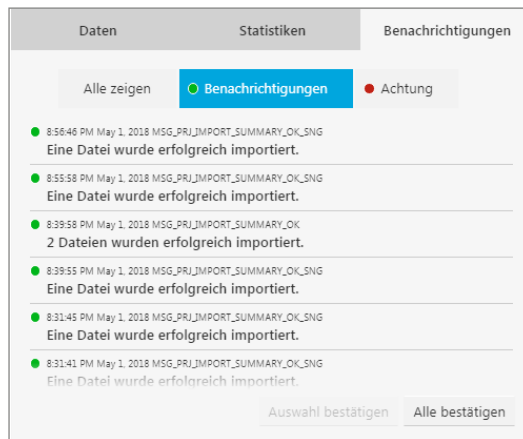 Daten Statistiken Benachrichtigungen
Alle zeigen Benachrichtigungen Achtung
8:56:46 PM May 1, 2018 MSG_PRJ_IMPORT_SUMMARY_OK_SNG
Eine Datei wurde erfolgreich importiert.
8:55:58 PM May 1, 2018 MSG_PRJ_IMPORT_SUMMARY_OK_SNG
Eine Datei wurde erfolgreich importiert.
8:39:58 PM May 1, 2018 MSG_PRJ_IMPORT_SUMMARY_OK
2 Dateien wurden erfolgreich importiert.
8:39:55 PM May 1, 2018 MSG_PRJ_IMPORT_SUMMARY_OK_SNG
Eine Datei wurde erfolgreich importiert.
8:31:45 PM May 1, 2018 MSG_PRJ_IMPORT_SUMMARY_OK_SNG
Eine Datei wurde erfolgreich importiert.
8:31:41 PM May 1, 2018 MSG_PRJ_IMPORT_SUMMARY_OK_SNG
Eine Datei wurde erfolgreich importiert.
Auswahl bestätigen Alle bestätigen